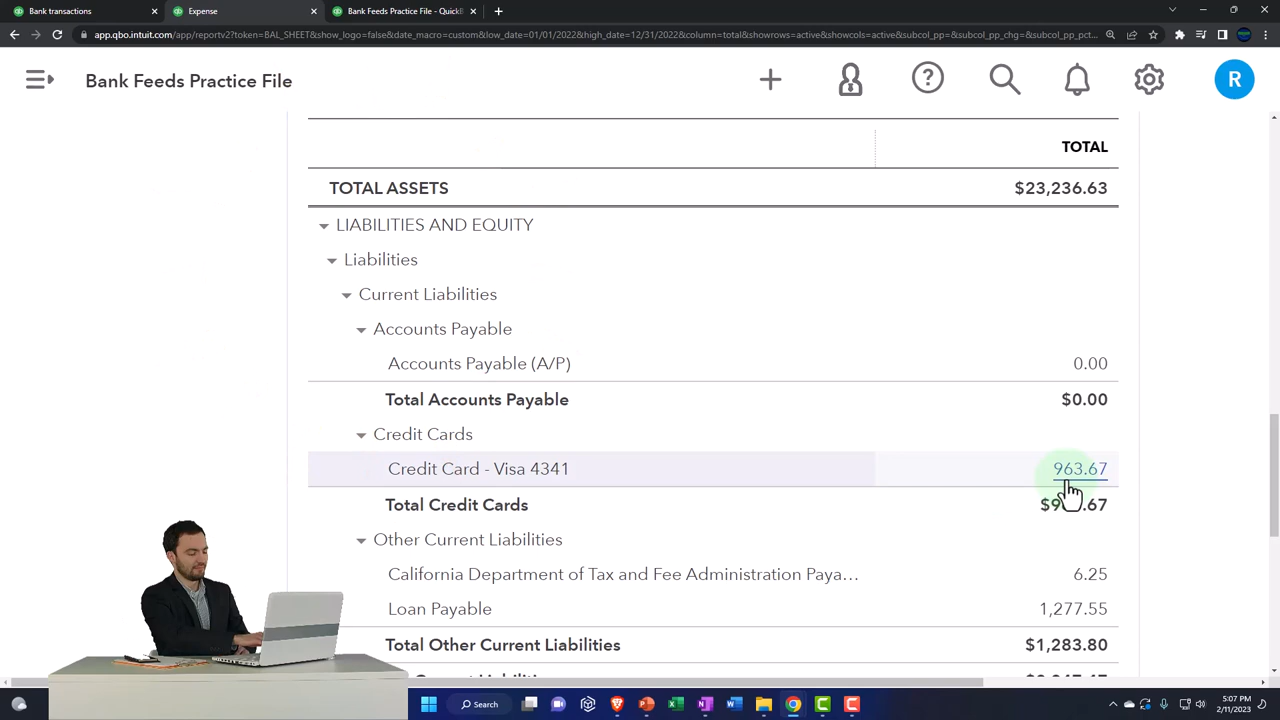 Bank transactions
Expense
Bank Feeds Practice File - QuickB
app.qbo.intuit.com/app/reportv2?token=BAL_SHEET&show_logo=false&date_macro=custom&low_date=01/01/2022&high_date=12/31/2022&column=total&showrows=active&showcols=active&subcol_pp=&subcol_pp_chg=&subcol_pp_pct...
Bank Feeds Practice File
R
TOTAL
TOTAL ASSETS $23,236.63
LIABILITIES AND EQUITY
Liabilities
Current Liabilities
Accounts Payable
Accounts Payable (A/P) 0.00
Total Accounts Payable $0.00
Credit Cards
Credit Card - Visa 4341 963.67
Total Credit Cards
Other Current Liabilities
California Department of Tax and Fee Administration Paya... 6.25
Loan Payable 1,277.55
Total Other Current Liabilities $1,283.80
Search
5:07 PM
2/11/2023